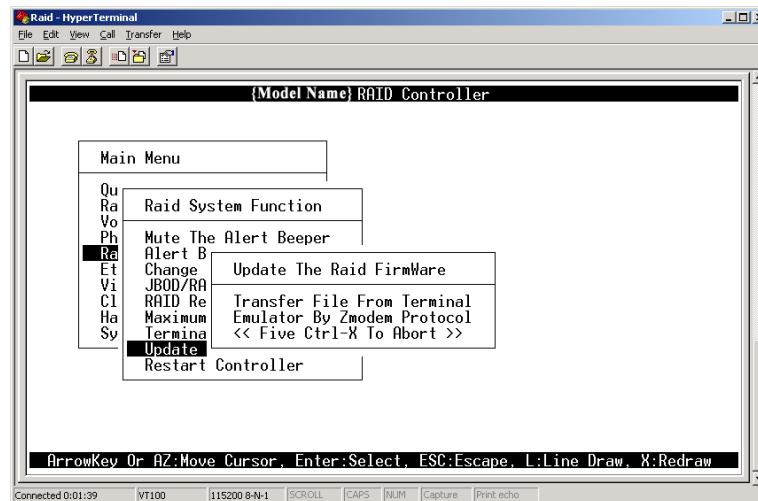 Raid - HyperTerminal
File Edit View Call Transfer Help
{Model Name} RAID Controller
Main Menu
Qu
Ra
Vo
Ph
Ra
Et
Vi
Cl
Ha
Sy
Raid System Function
Mute The Alert Beeper
Alert B
Change
JBOD/RA
RAID Re
Maximum
Termina
Update
Restart Controller
Update The Raid FirmWare
Transfer File From Terminal
Emulator By Zmodem Protocol
<< Five Ctrl-X To Abort >>
ArrowKey Or AZ:Move Cursor, Enter:Select, ESC:Escape, L:Line Draw, X:Redraw
Connected 0:01:39 VT100 115200 8-N-1 SCROLL CAPS NUM Capture Print echo